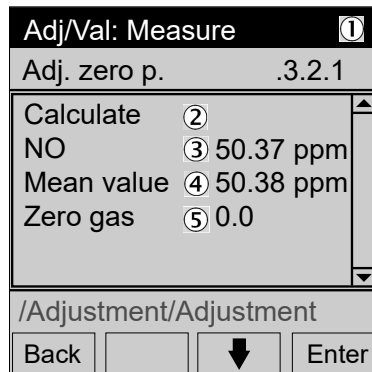 Adj/Val: Measure ①
Adj. zero p. .3.2.1
Calculate ②
NO ③ 50.37 ppm
Mean value ④ 50.38 ppm
Zero gas ⑤ 0.0
/Adjustment/Adjustment
Back Enter